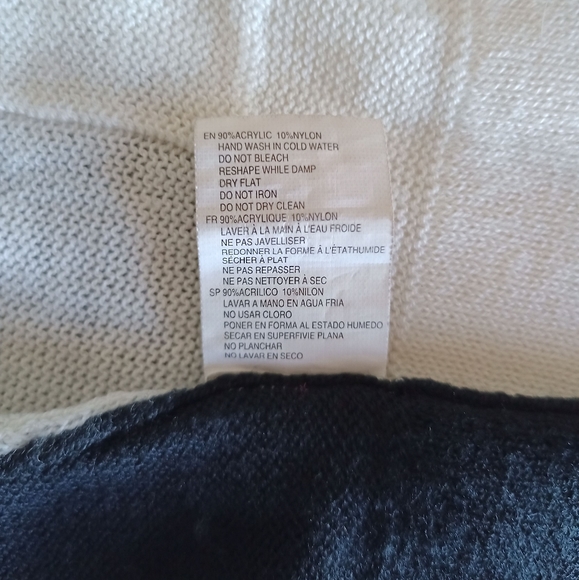 EN 90%ACRYLIC 10%NYLON
HAND WASH IN COLD WATER
DO NOT BLEACH
RESHAPE WHILE DAMP
DRY FLAT
DO NOT IRON
DO NOT DRY CLEAN
FR 90%ACRYLIQUE 10%NYLON
LAVER À LA MAIN À L'EAU FROIDE
NE PAS JAVELLISER
REDONNER LA FORME À L'ÉTATHUMIDE
SÉCHER À PLAT
NE PAS REPASSER
NE PAS NETTOYER À SEC
SP 90%ACRILICO 10%NILON
LAVAR A MANO EN AGUA FRIA
NO USAR CLORO
PONER EN FORMA AL ESTADO HUMEDO
SECAR EN SUPERFIVIE PLANA
NO PLANCHAR
NO LAVAR EN SECO